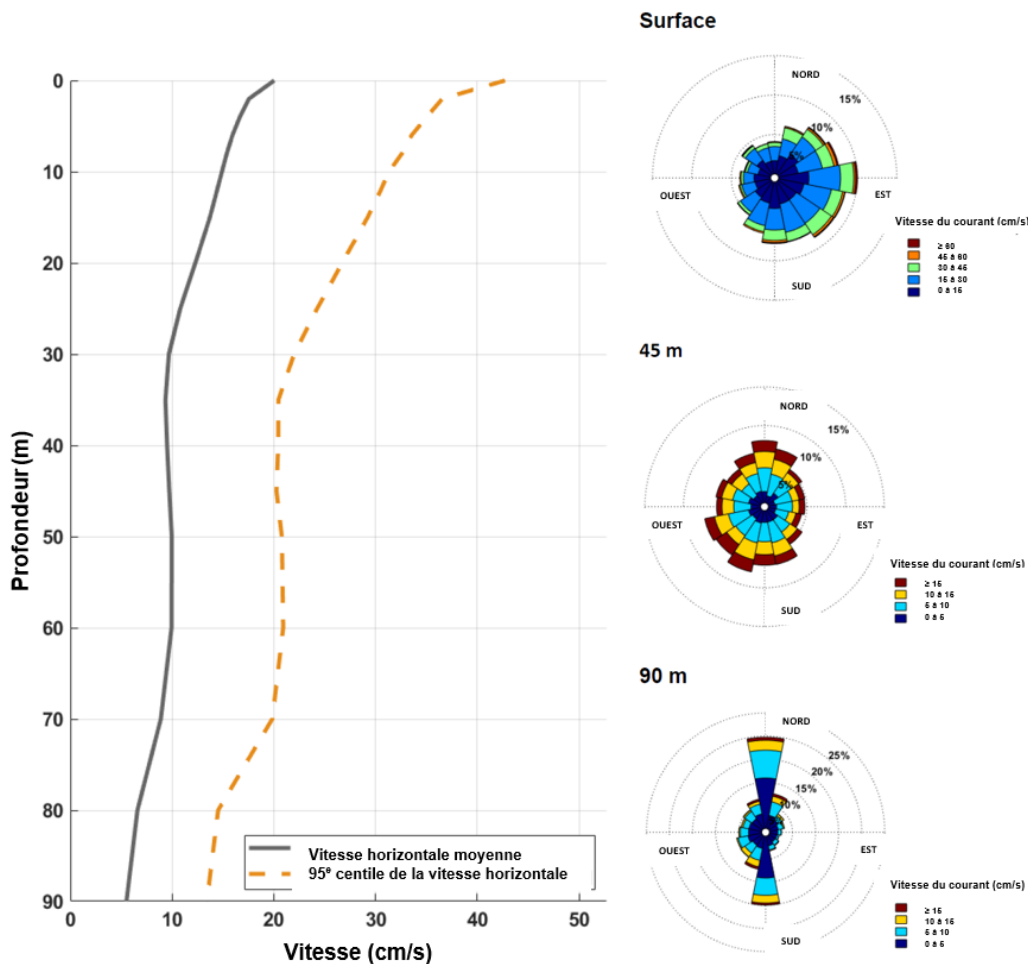 Surface
0
10
20
30
40
50
60
70
80
90
Profondeur (m)
0
10
20
30
40
50
Vitesse (cm/s)
Vitesse horizontale moyenne
95e centile de la vitesse horizontale
NORD
15%
10%
5%
OUEST
EST
SUD
Vitesse du courant (cm/s)
≥ 60
45 à 60
30 à 45
15 à 30
0 à 15
45 m
NORD
15%
10%
5%
OUEST
EST
SUD
Vitesse du courant (cm/s)
≥ 15
10 à 15
5 à 10
0 à 5
90 m
NORD
25%
20%
15%
10%
OUEST
EST
SUD
Vitesse du courant (cm/s)
≥ 15
10 à 15
5 à 10
0 à 5